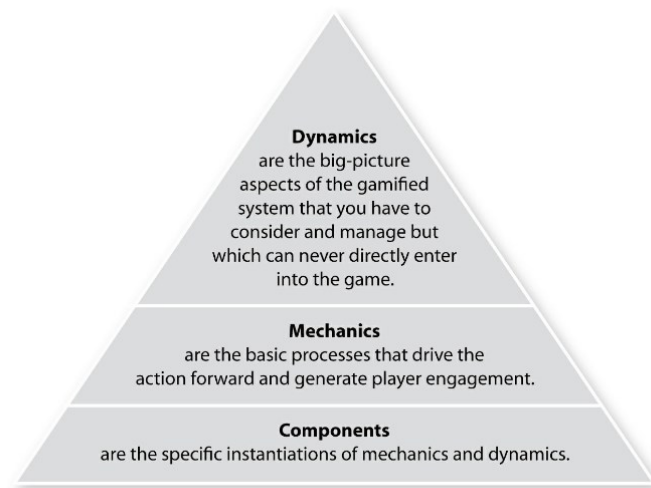 Dynamics
are the big-picture
aspects of the gamified
system that you have to
consider and manage but
which can never directly enter
into the game.
Mechanics
are the basic processes that drive the
action forward and generate player engagement.
Components
are the specific instantiations of mechanics and dynamics.